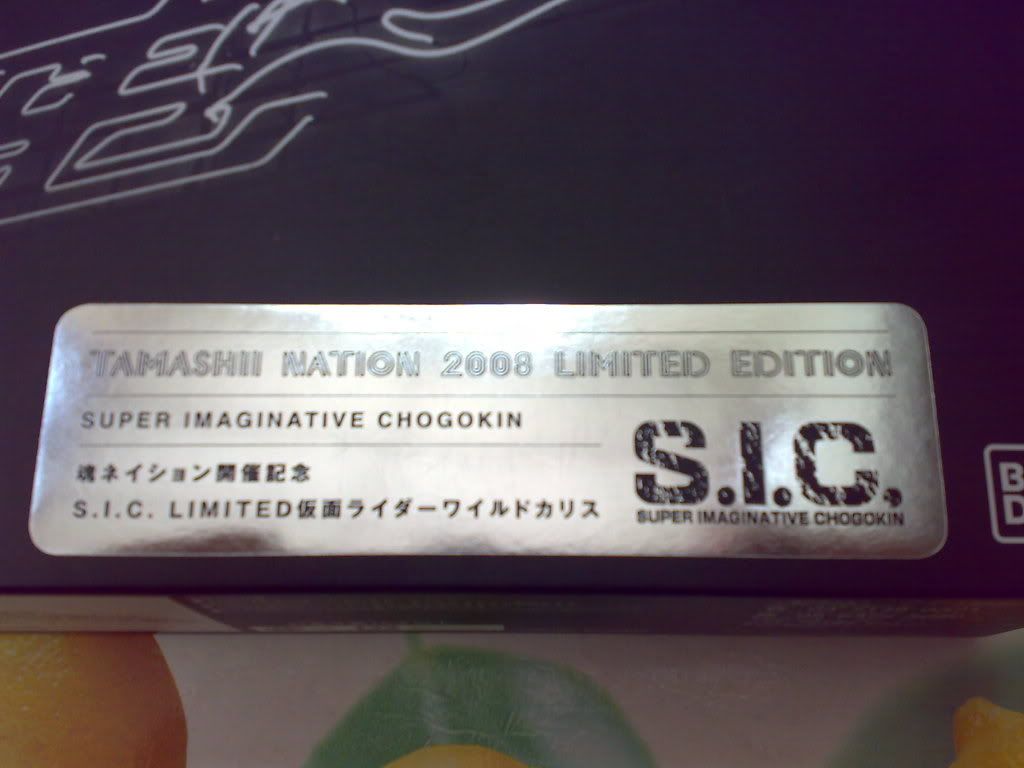 TAMASHII NATION 2008 LIMITED EDITION
SUPER IMAGINATIVE CHOGOKIN
魂ネイション開催記念
S.I.C. LIMITED仮面ライダーワイルドカリス
S.I.C.
SUPER IMAGINATIVE CHOGOKIN